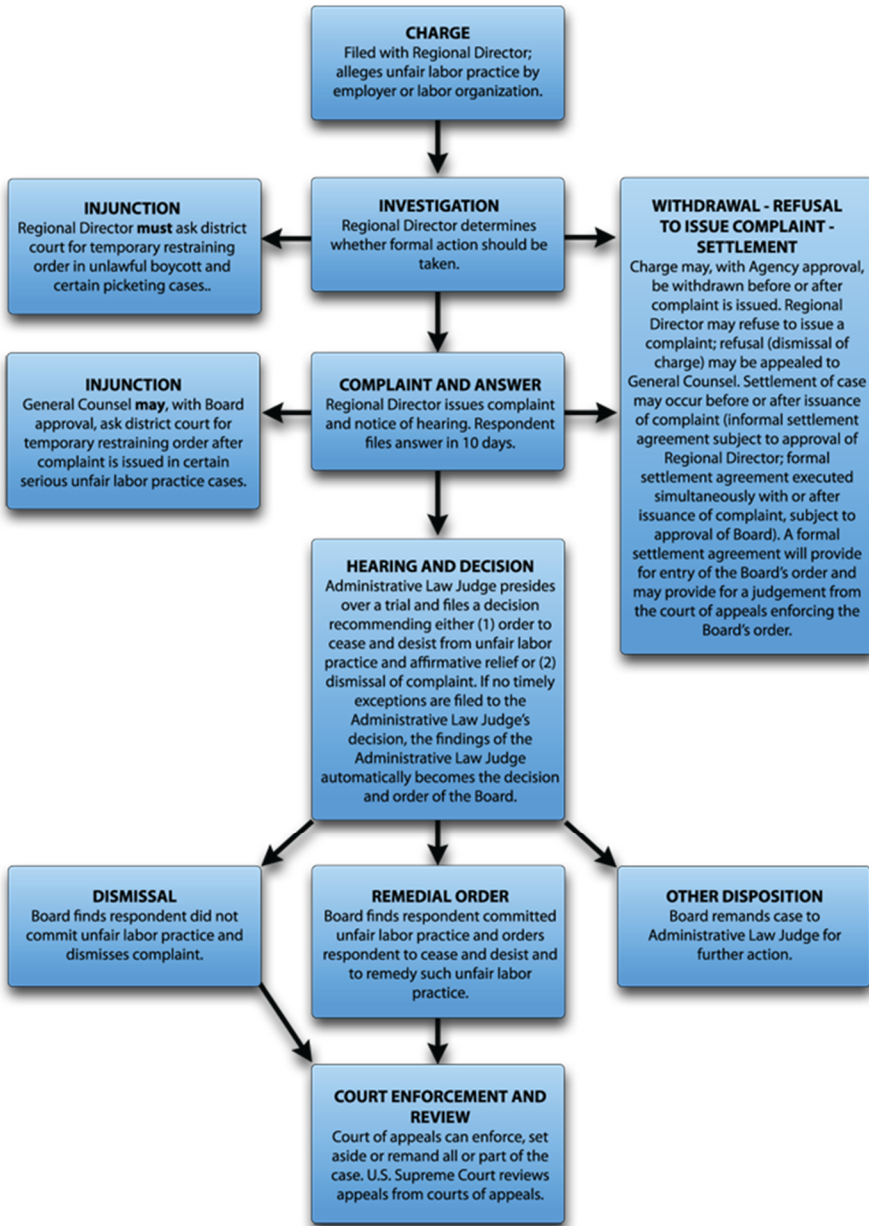 CHARGE
Filed with Regional Director;
alleges unfair labor practice by
employer or labor organization.
INJUNCTION
Regional Director must ask district
court for temporary restraining
order in unlawful boycott and
certain picketing cases..
INVESTIGATION
Regional Director determines
whether formal action should be
taken.
WITHDRAWAL - REFUSAL
TO ISSUE COMPLAINT -
SETTLEMENT
Charge may, with Agency approval,
be withdrawn before or after
complaint is issued. Regional
Director may refuse to issue a
complaint; refusal (dismissal of
charge) may be appealed to
General Counsel. Settlement of case
may occur before or after issuance
of complaint (informal settlement
agreement subject to approval of
Regional Director; formal
settlement agreement executed
simultaneously with or after
issuance of complaint, subject to
approval of Board). A formal
settlement agreement will provide
for entry of the Board's order and
may provide for a judgement from
the court of appeals enforcing the
Board's order.
INJUNCTION
General Counsel may, with Board
approval, ask district court for
temporary restraining order after
complaint is issued in certain
serious unfair labor practice cases.
COMPLAINT AND ANSWER
Regional Director issues complaint
and notice of hearing. Respondent
files answer in 10 days.
HEARING AND DECISION
Administrative Law Judge presides
over a trial and files a decision
recommending either (1) order to
cease and desist from unfair labor
practice and affirmative relief or (2)
dismissal of complaint. If no timely
exceptions are filed to the
Administrative Law Judge's
decision, the findings of the
Administrative Law Judge
automatically becomes the decision
and order of the Board.
DISMISSAL
Board finds respondent did not
commit unfair labor practice and
dismisses complaint.
REMEDIAL ORDER
Board finds respondent committed
unfair labor practice and orders
respondent to cease and desist and
to remedy such unfair labor
practice.
OTHER DISPOSITION
Board remands case to
Administrative Law Judge for
further action.
COURT ENFORCEMENT AND
REVIEW
Court of appeals can enforce, set
aside or remand all or part of the
case. U.S. Supreme Court reviews
appeals from courts of appeals.